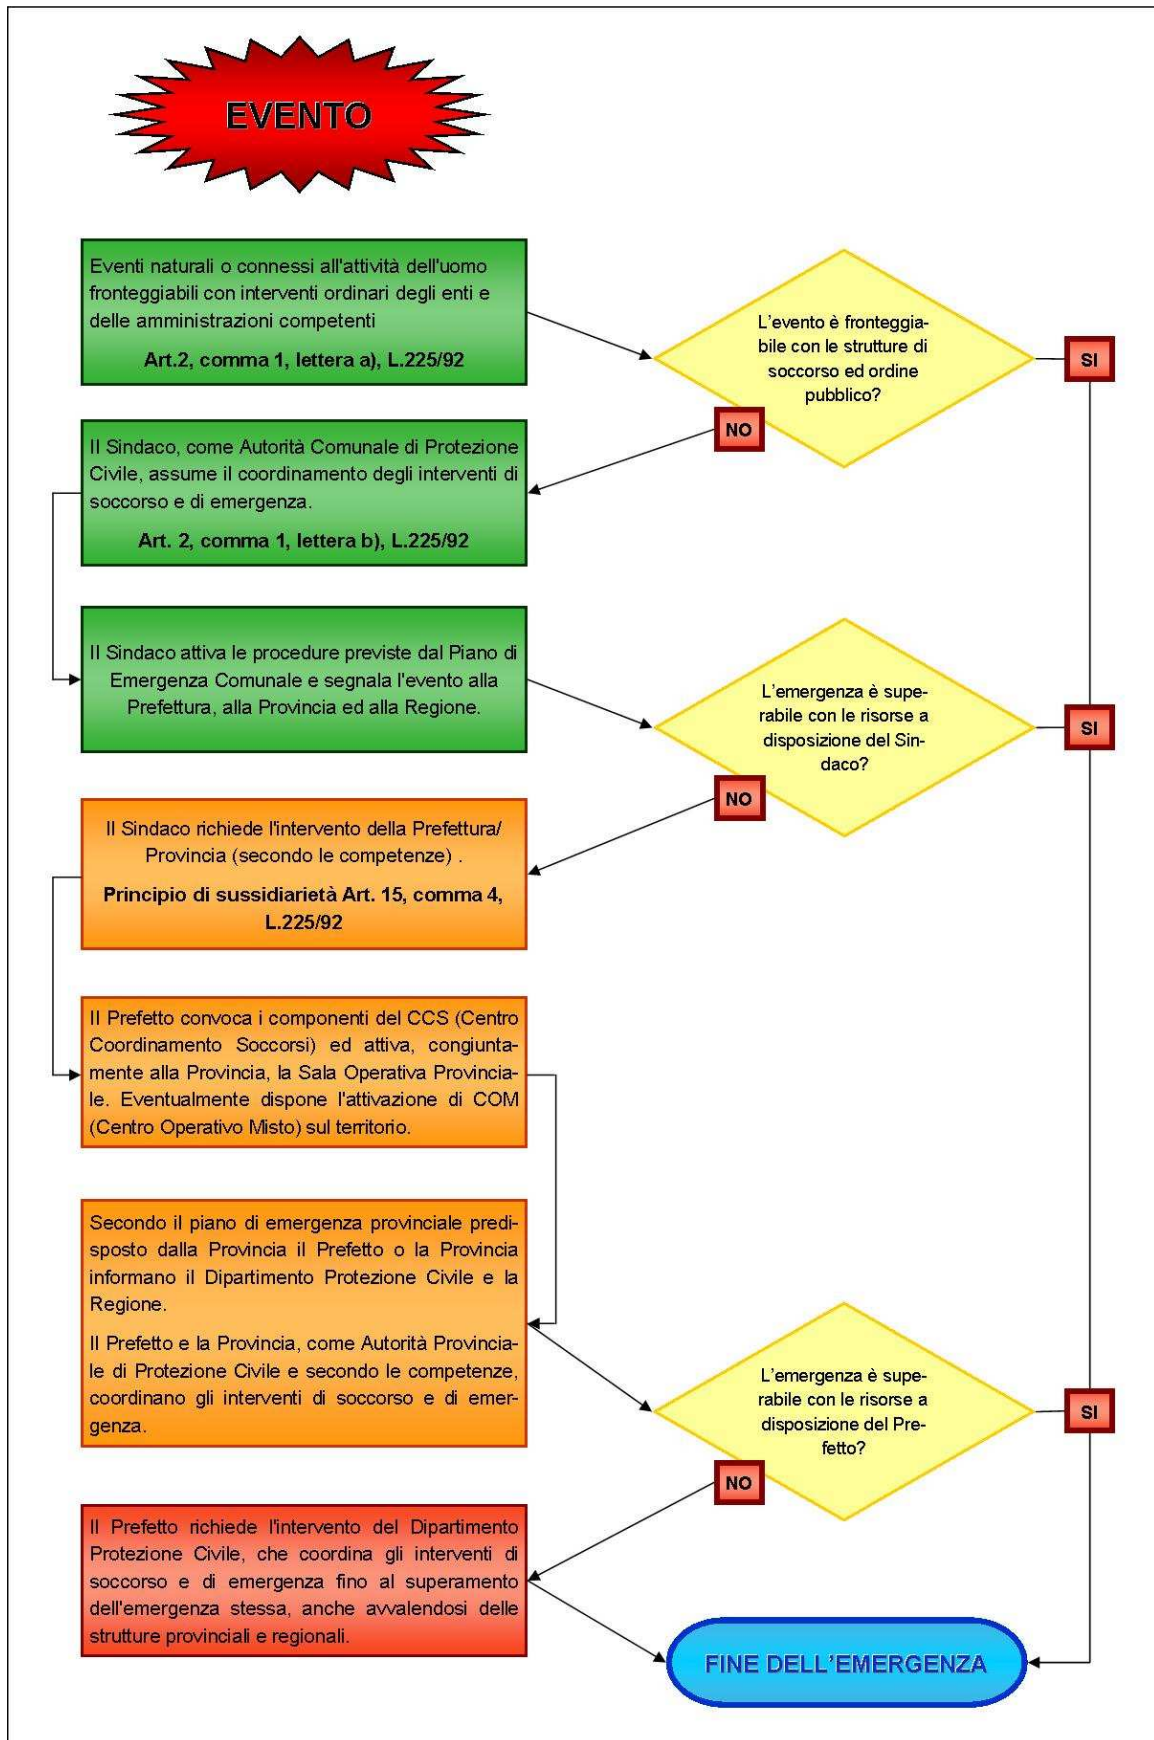 EVENTO
Eventi naturali o connessi all'attività dell'uomo
fronteggiabili con interventi ordinari degli enti e
delle amministrazioni competenti
Art.2, comma 1, lettera a), L.225/92
L'evento è fronteggia-
bile con le strutture di
soccorso ed ordine
pubblico?
SI
NO
Il Sindaco, come Autorità Comunale di Protezione
Civile, assume il coordinamento degli interventi di
soccorso e di emergenza.
Art. 2, comma 1, lettera b), L.225/92
Il Sindaco attiva le procedure previste dal Piano di
Emergenza Comunale e segnala l'evento alla
Prefettura, alla Provincia ed alla Regione.
L'emergenza è supe-
rabile con le risorse a
disposizione del Sin-
daco?
SI
NO
Il Sindaco richiede l'intervento della Prefettura/
Provincia (secondo le competenze) .
Principio di sussidiarietà Art. 15, comma 4,
L.225/92
Il Prefetto convoca i componenti del CCS (Centro
Coordinamento Soccorsi) ed attiva, congiunta-
mente alla Provincia, la Sala Operativa Provincia-
le. Eventualmente dispone l'attivazione di COM
(Centro Operativo Misto) sul territorio.
Secondo il piano di emergenza provinciale predi-
sposto dalla Provincia il Prefetto o la Provincia
informano il Dipartimento Protezione Civile e la
Regione.
Il Prefetto e la Provincia, come Autorità Provincia-
le di Protezione Civile e secondo le competenze,
coordinano gli interventi di soccorso e di emer-
genza.
L'emergenza è supe-
rabile con le risorse a
disposizione del Pre-
fetto?
SI
NO
Il Prefetto richiede l'intervento del Dipartimento
Protezione Civile, che coordina gli interventi di
soccorso e di emergenza fino al superamento
dell'emergenza stessa, anche avvalendosi delle
strutture provinciali e regionali.
FINE DELL'EMERGENZA